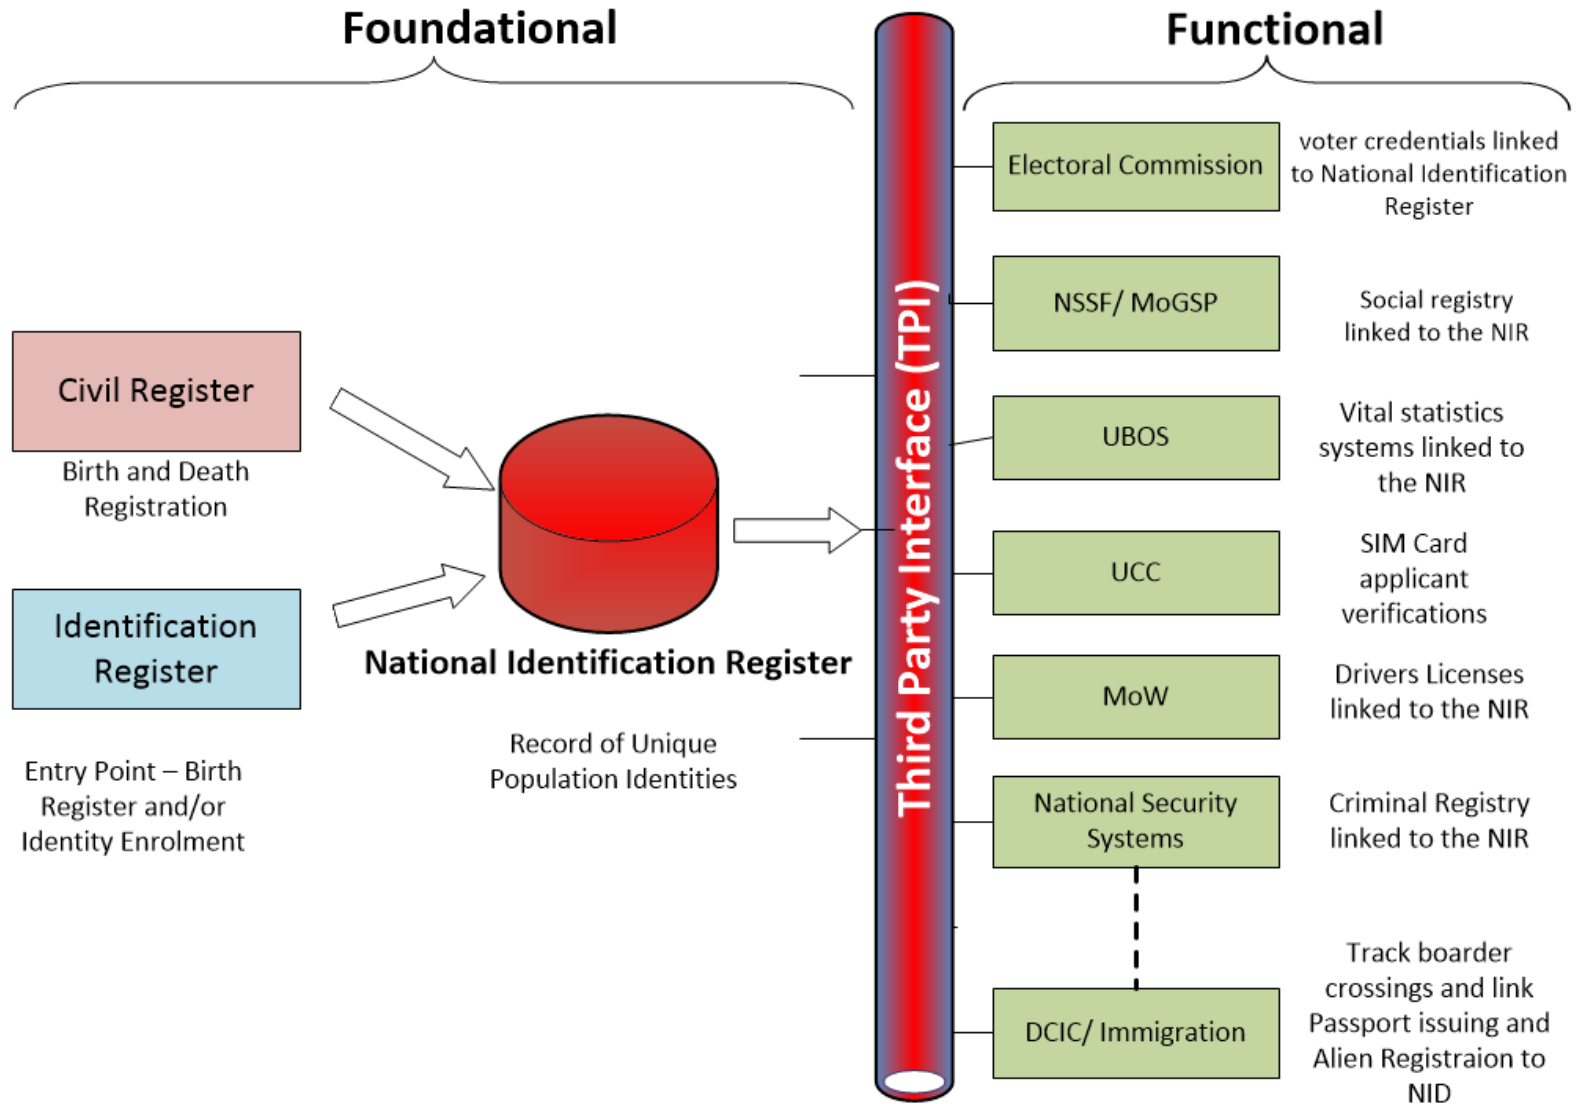 Foundational
Functional
Civil Register
Birth and Death
Registration
Identification
Register
Entry Point – Birth
Register and/or
Identity Enrolment
National Identification Register
Record of Unique
Population Identities
Third Party Interface (TPI)
Electoral Commission
voter credentials linked
to National Identification
Register
NSSF/ MoGSP
Social registry
linked to the NIR
UBOS
Vital statistics
systems linked to
the NIR
UCC
SIM Card
applicant
verifications
MoW
Drivers Licenses
linked to the NIR
National Security
Systems
Criminal Registry
linked to the NIR
DCIC/ Immigration
Track boarder
crossings and link
Passport issuing and
Alien Registraion to
NID